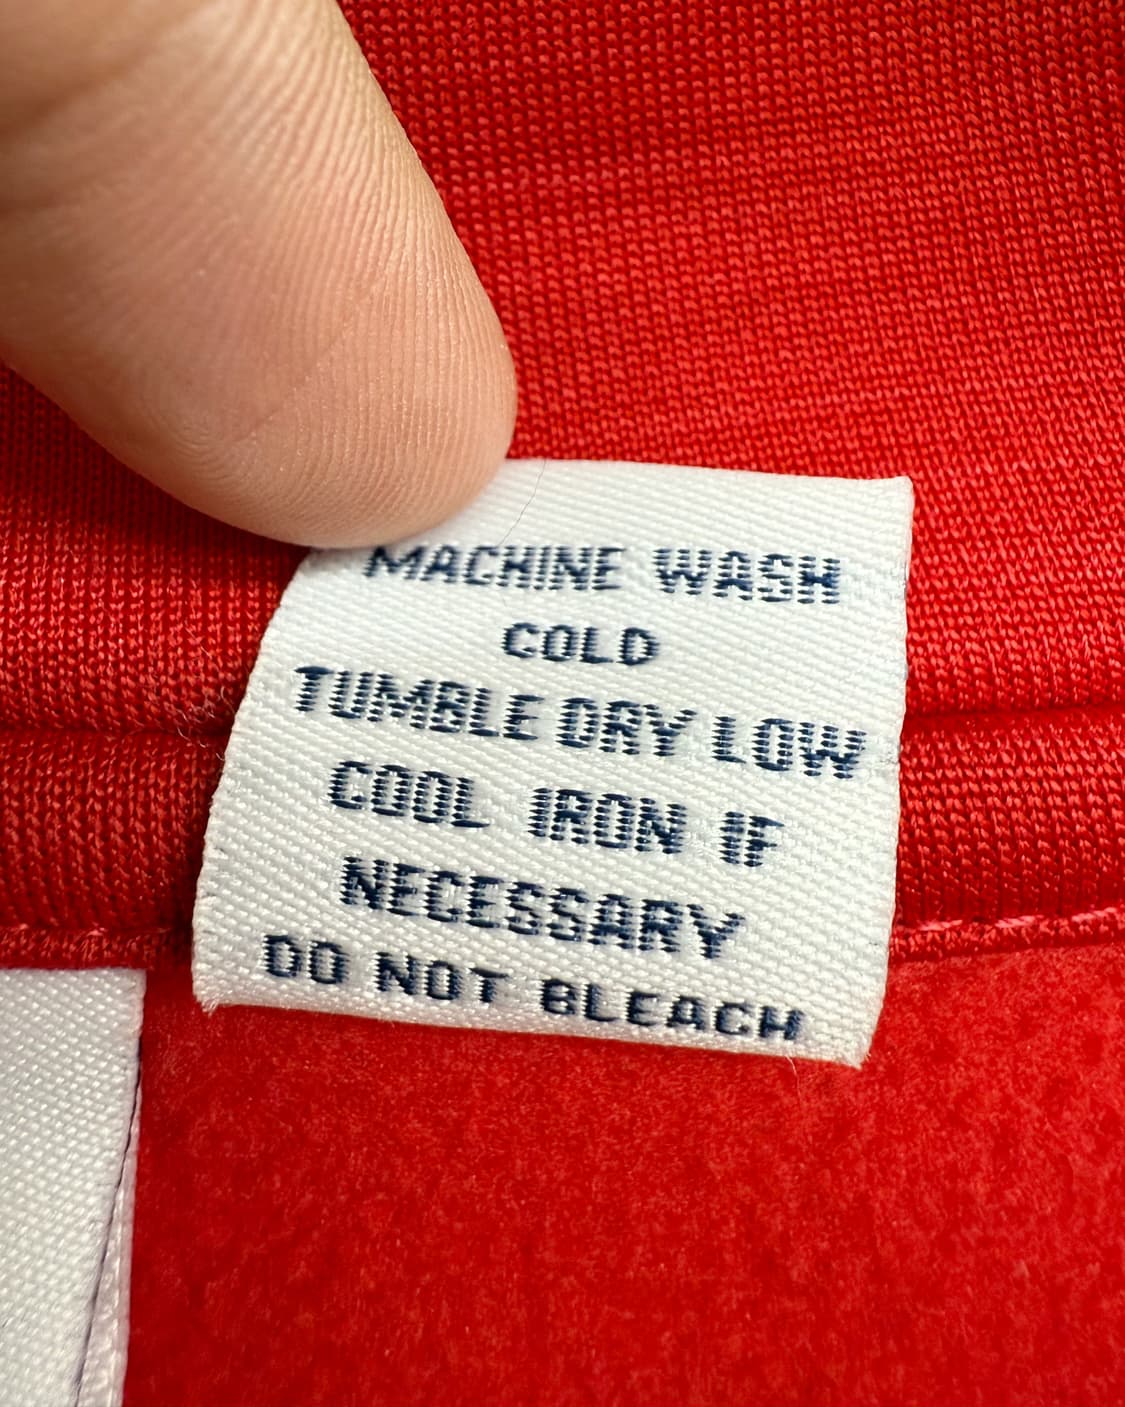 MACHINE WASH
COLD
TUMBLE DRY LOW
COOL IRON IF
NECESSARY
DO NOT BLEACH